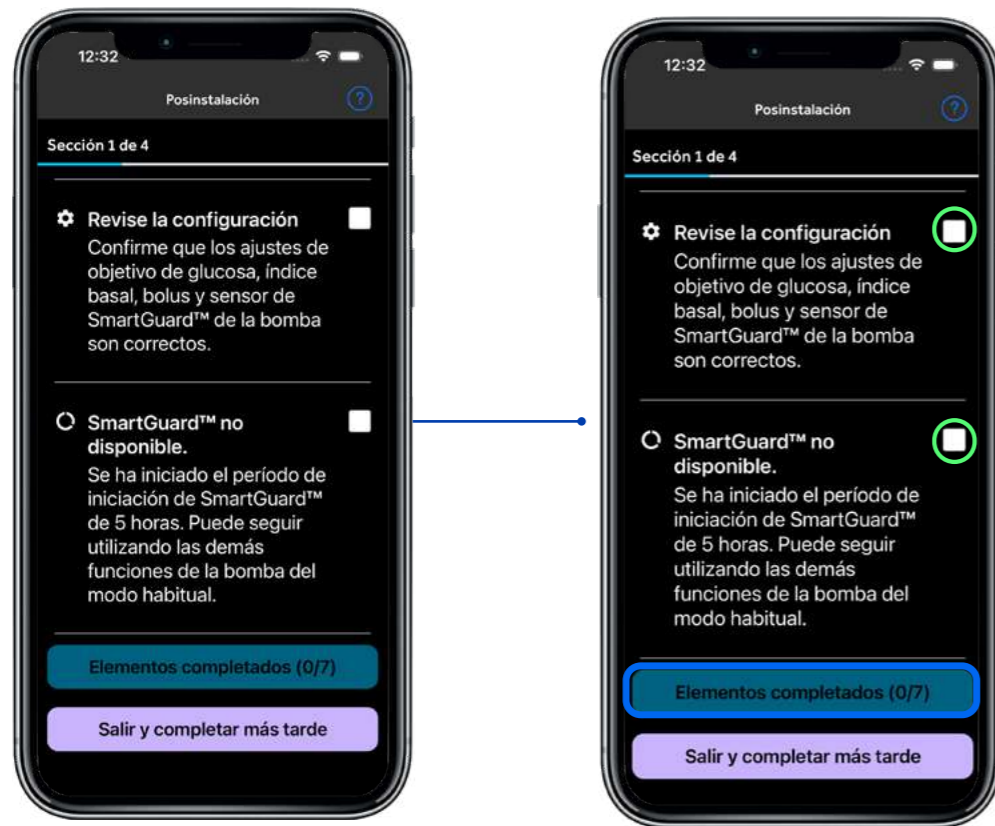 12:32
Posinstalación
?
Sección 1 de 4
Revise la configuración
Confirme que los ajustes de
objetivo de glucosa, índice
basal, bolus y sensor de
SmartGuard™ de la bomba
son correctos.
SmartGuard™ no
disponible.
Se ha iniciado el período de
iniciación de SmartGuard™
de 5 horas. Puede seguir
utilizando las demás
funciones de la bomba del
modo habitual.
Elementos completados (0/7)
Salir y completar más tarde
12:32
Posinstalación
?
Sección 1 de 4
Revise la configuración
Confirme que los ajustes de
objetivo de glucosa, índice
basal, bolus y sensor de
SmartGuard™ de la bomba
son correctos.
SmartGuard™ no
disponible.
Se ha iniciado el período de
iniciación de SmartGuard™
de 5 horas. Puede seguir
utilizando las demás
funciones de la bomba del
modo habitual.
Elementos completados (0/7)
Salir y completar más tarde